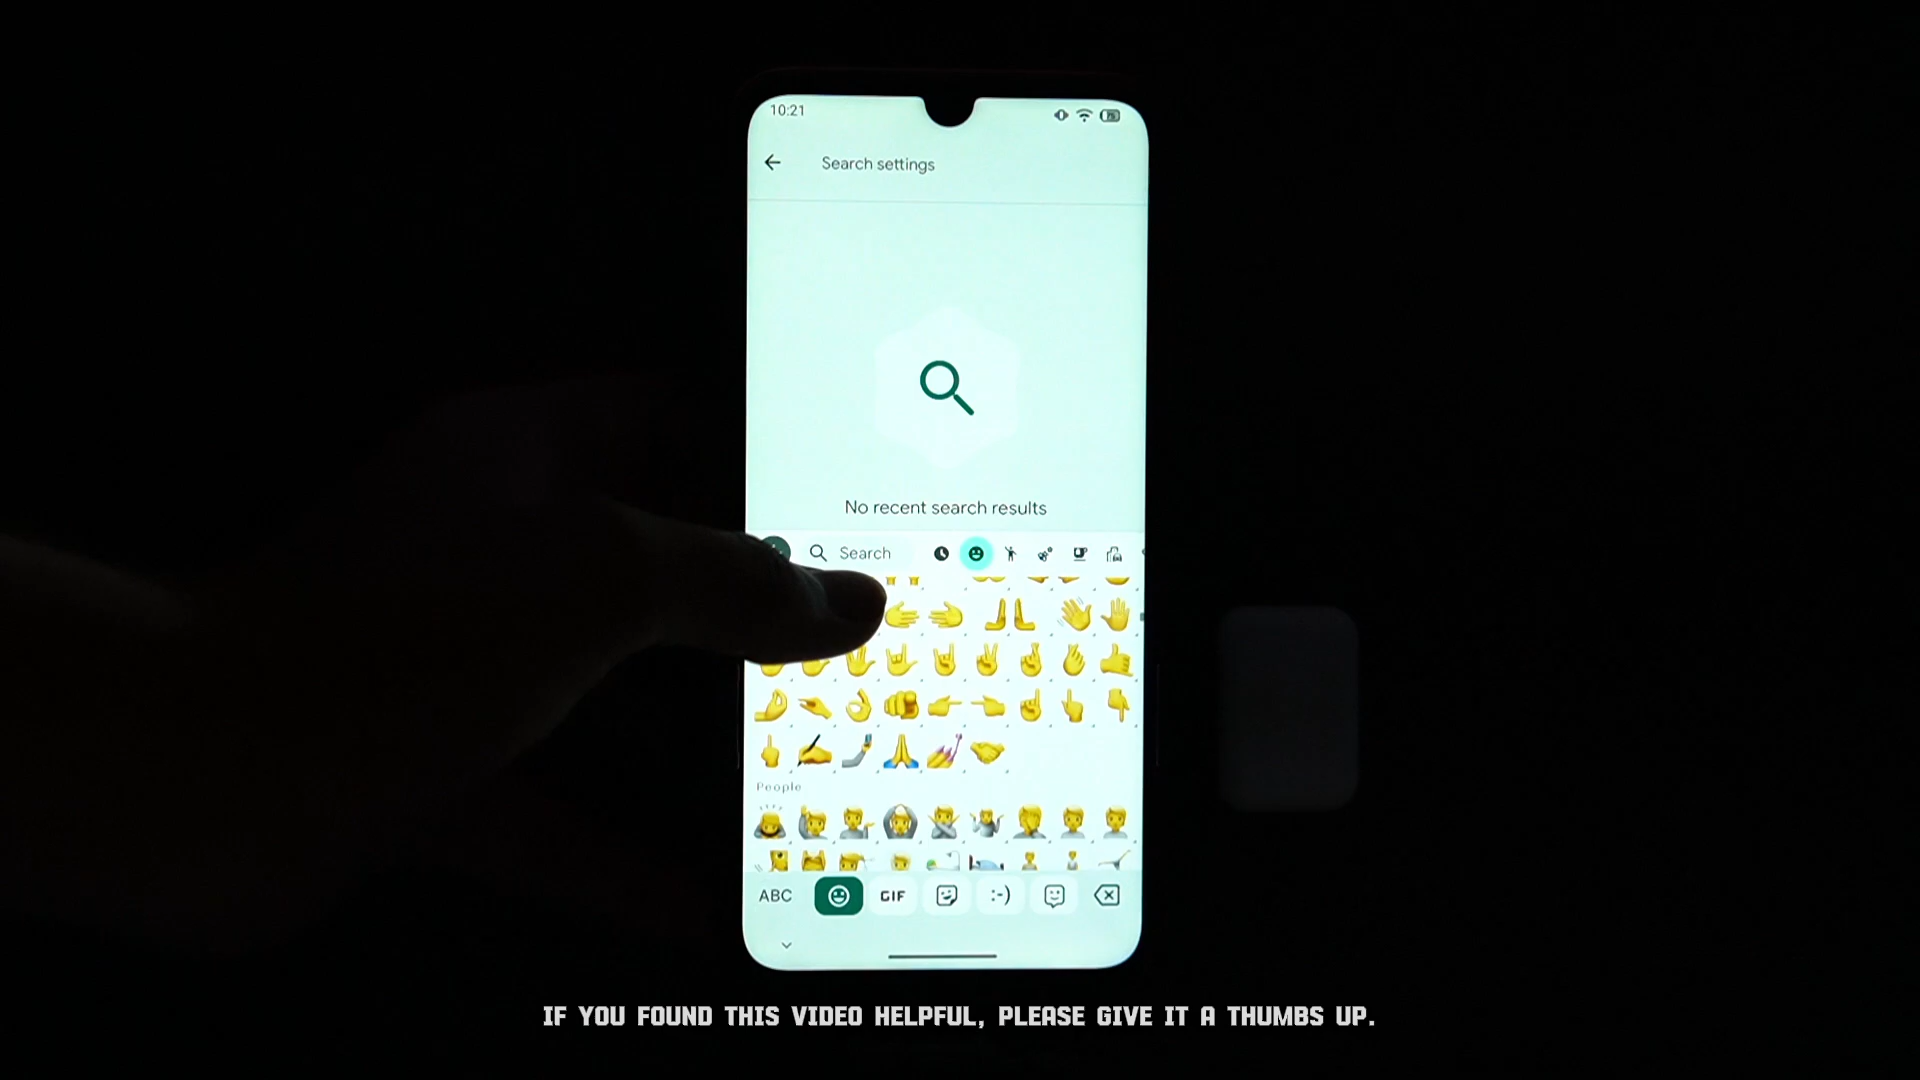 10:21
Search settings
No recent search results
Search
People
ABC
GIF
:-)
IF YOU FOUND THIS VIDEO HELPFUL, PLEASE GIVE IT A THUMBS UP.